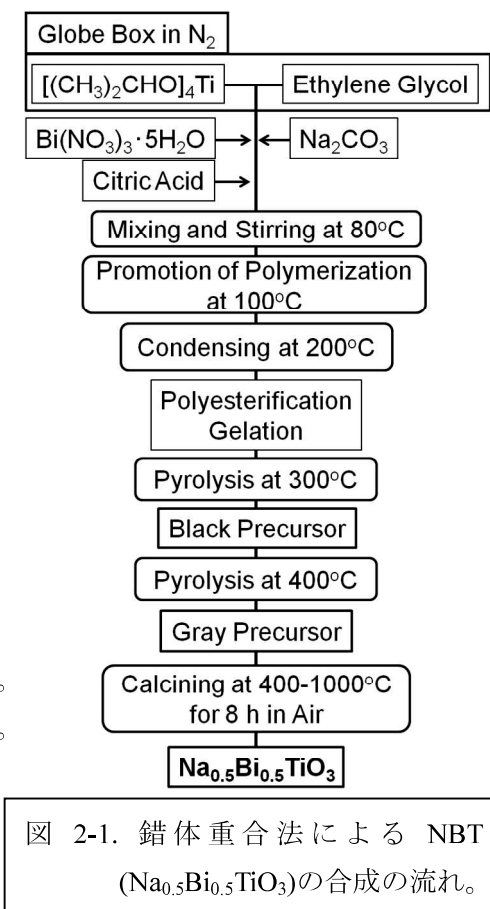 Globe Box in N₂
[(CH₃)₂CHO]₄Ti
Ethylene Glycol
Bi(NO₃)₃·5H₂O
Na₂CO₃
Citric Acid
Mixing and Stirring at 80°C
Promotion of Polymerization
at 100°C
Condensing at 200°C
Polyesterification
Gelation
Pyrolysis at 300°C
Black Precursor
Pyrolysis at 400°C
Gray Precursor
。
Calcining at 400-1000°C
。
for 8 h in Air
Na₀.₅Bi₀.₅TiO₃
図 2-1. 錯体重合法による NBT
(Na₀.₅Bi₀.₅TiO₃)の合成の流れ。